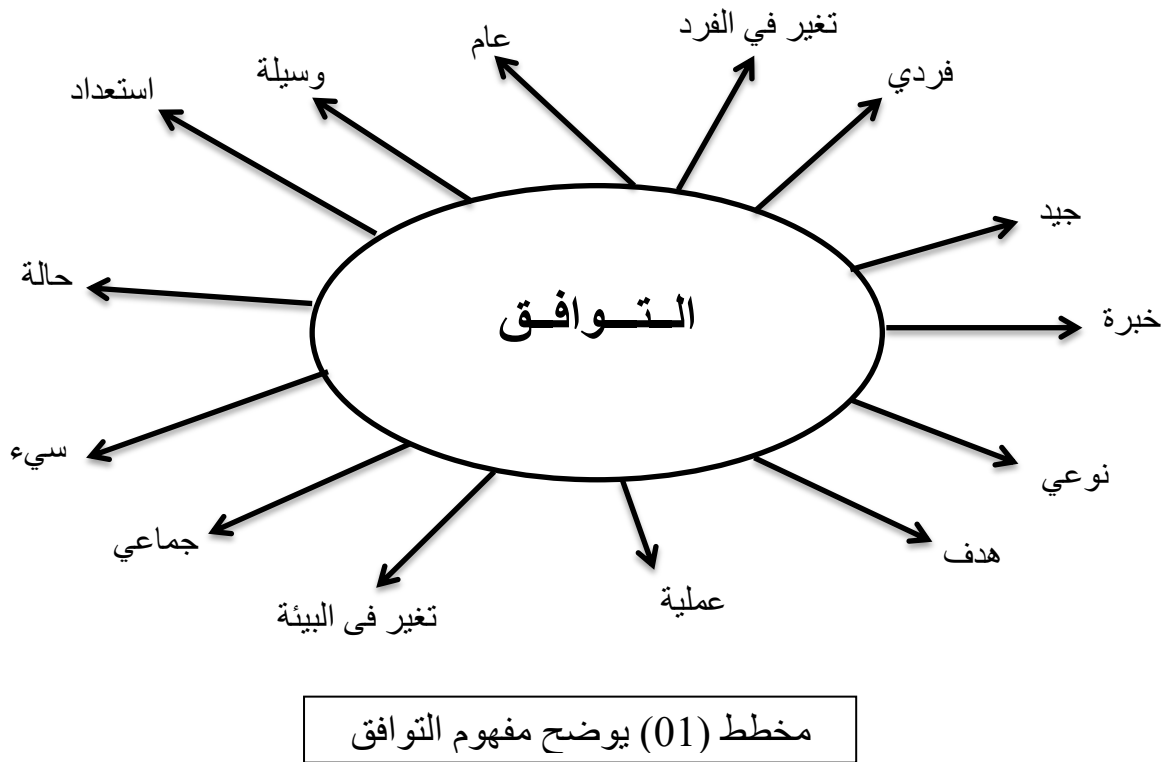 تغير في الفرد
عام
فردي
وسيلة
استعداد
جيد
حالة
التـــوافــق
خبرة
سيء
نوعي
جماعي
هدف
عملية
تغير فى البيئة
مخطط (01) يوضح مفهوم التوافق